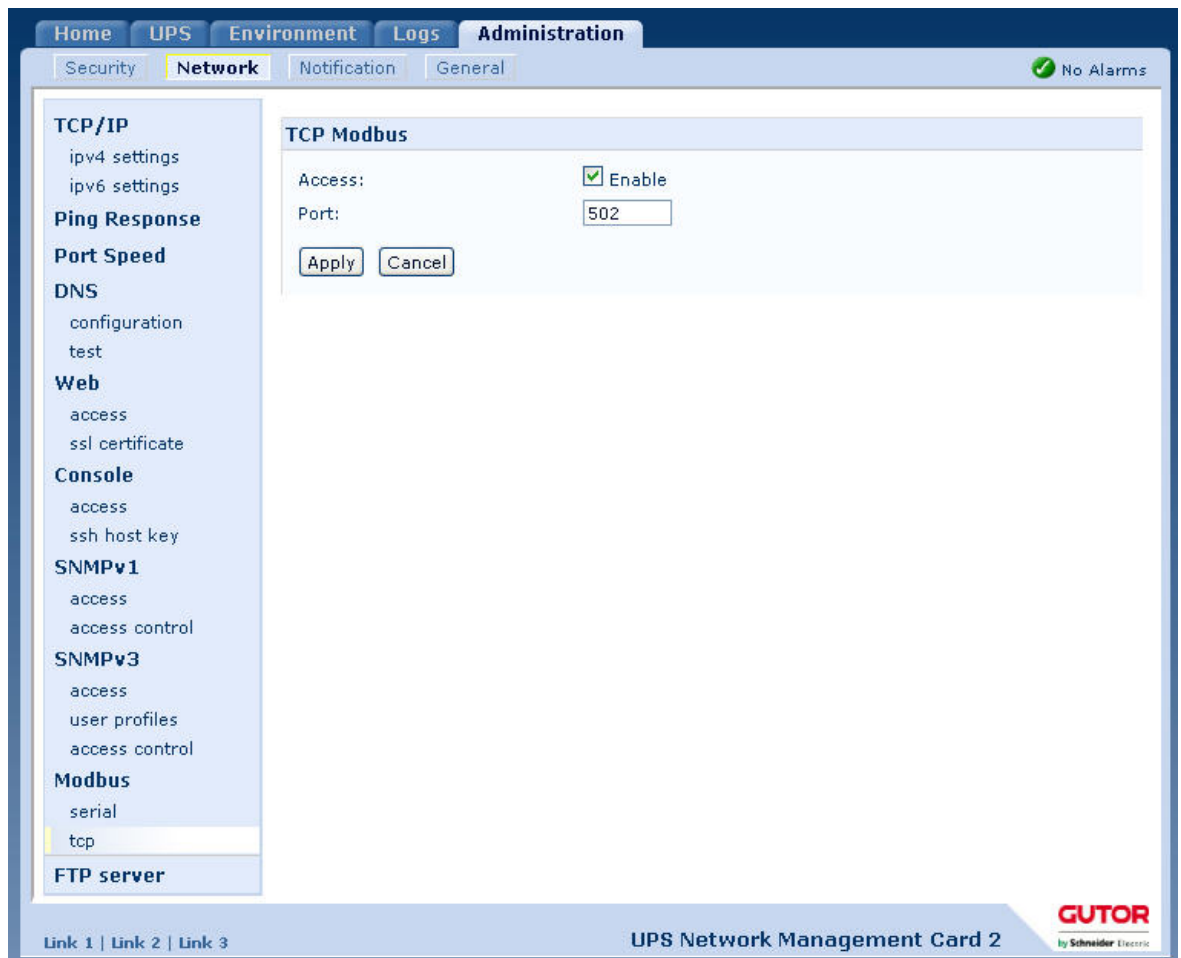 Home UPS Environment Logs Administration
Security Network Notification General No Alarms
TCP/IP
ipv4 settings
ipv6 settings
Ping Response
Port Speed
DNS
configuration
test
Web
access
ssl certificate
Console
access
ssh host key
SNMPv1
access
access control
SNMPv3
access
user profiles
access control
Modbus
serial
tcp
FTP server
TCP Modbus
Access: Enable
Port: 502
Apply Cancel
Link 1 | Link 2 | Link 3
UPS Network Management Card 2
GUTOR
by Schneider Electric